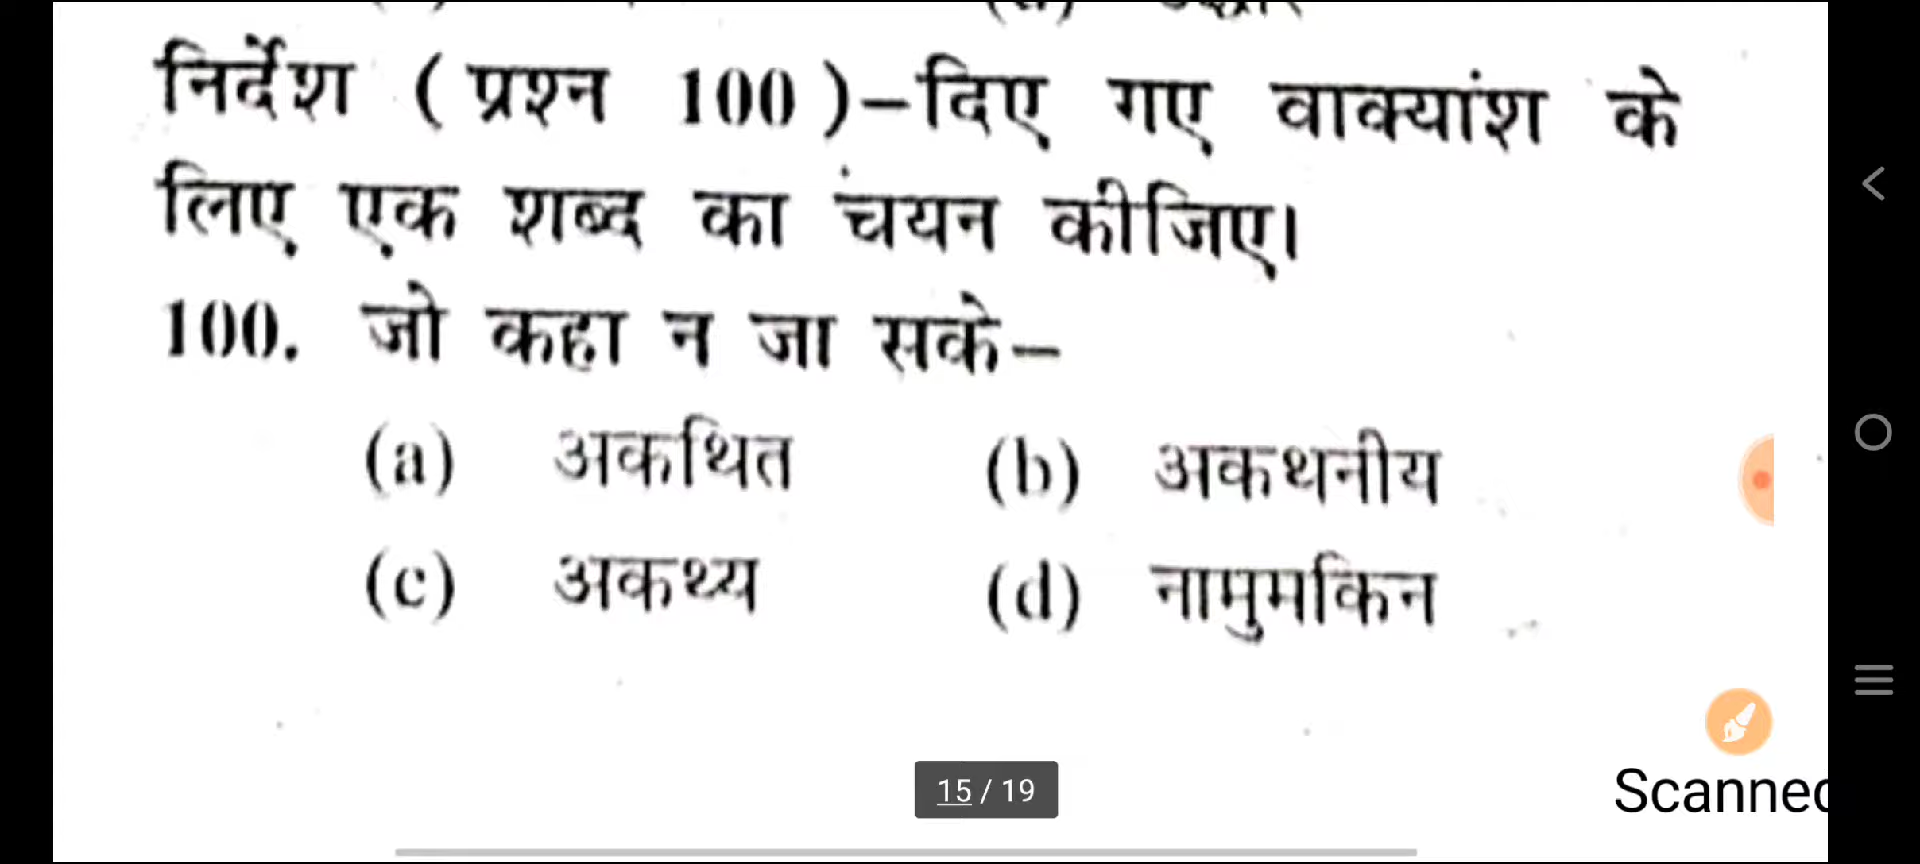 निर्देश (प्रश्न 100)–दिए गए वाक्यांश के
लिए एक शब्द का चयन कीजिए।
100. जो कहा न जा सके–
(a) अकथित (b) अकथनीय
(c) अकथ्य (d) नामुमकिन
15 / 19
Scanned